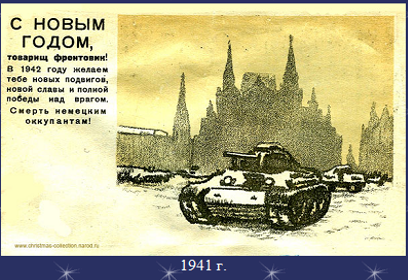 С НОВЫМ
ГОДОМ,
товарищ фронтовик!
В 1942 году желаем
тебе новых подвигов,
новой славы и полной
победы над врагом.
Смерть немецким
оккупантам!
www.christmas-collection.narod.ru
1941 г.